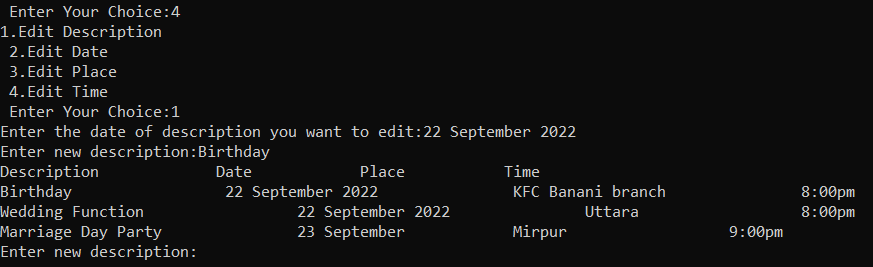 Enter Your Choice:4
1.Edit Description
2.Edit Date
3.Edit Place
4.Edit Time
Enter Your Choice:1
Enter the date of description you want to edit:22 September 2022
Enter new description:Birthday
Description Date Place Time
Birthday 22 September 2022 KFC Banani branch 8:00pm
Wedding Function 22 September 2022 Uttara 8:00pm
Marriage Day Party 23 September Mirpur 9:00pm
Enter new description: